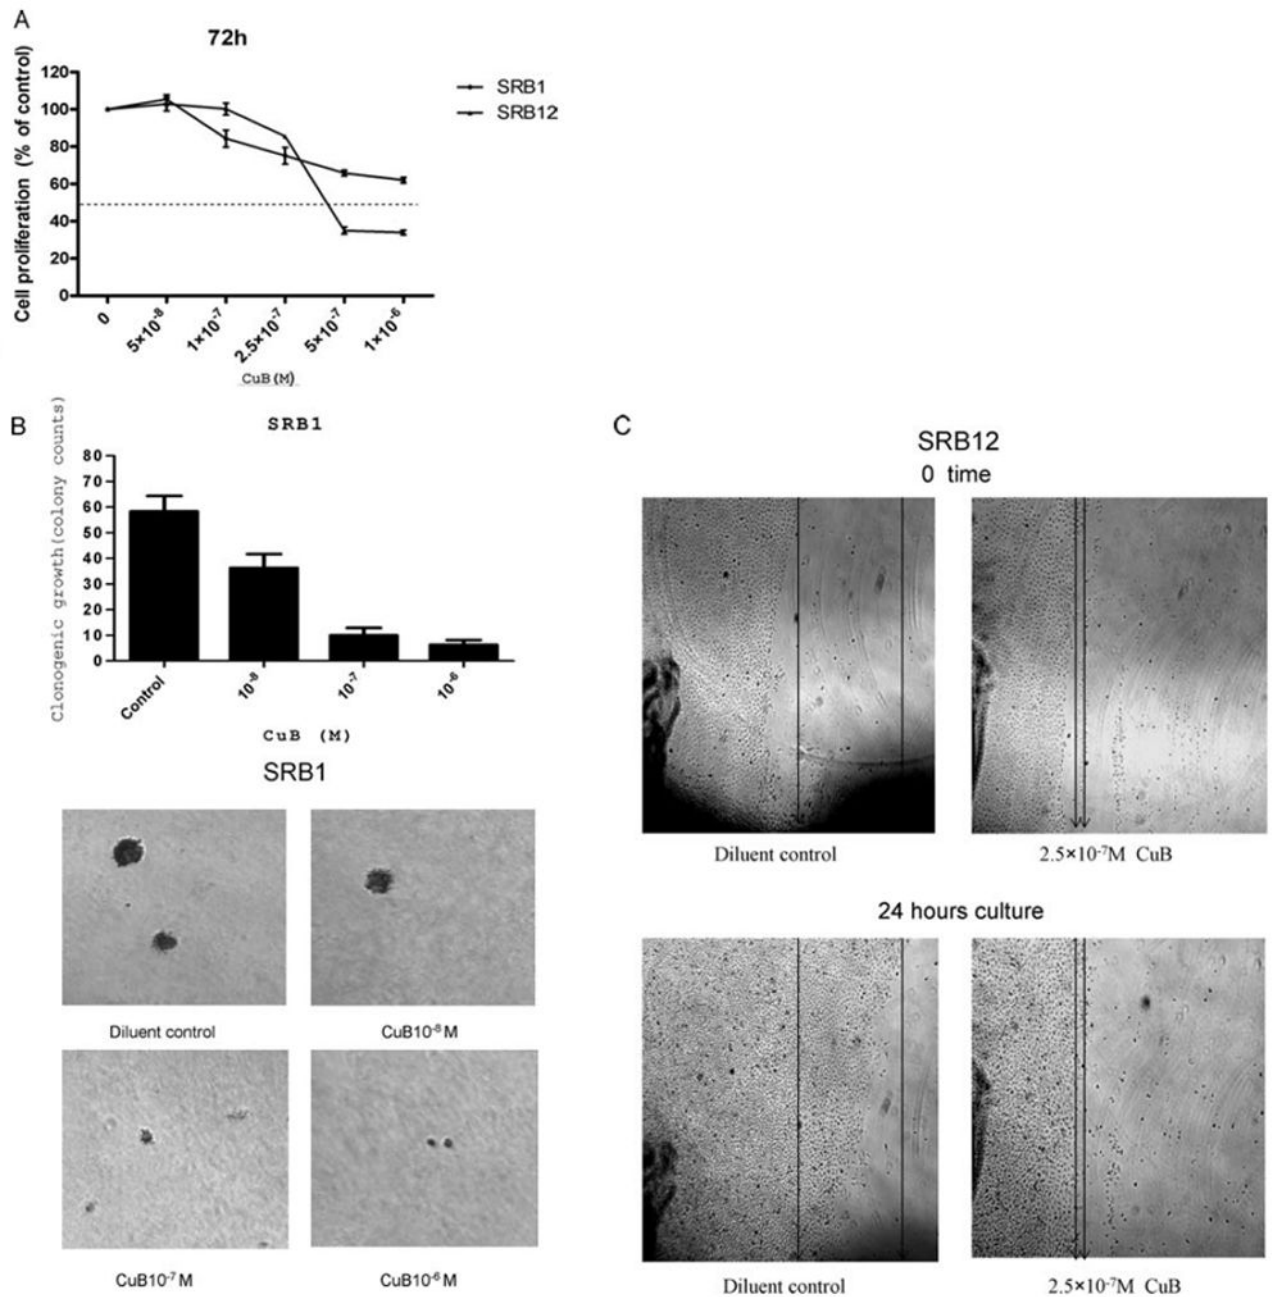 A
72h
Cell proliferation (% of control)
120
100
80
60
40
20
0
0
5×10⁻⁸
1×10⁻⁷
2.5×10⁻⁷
5×10⁻⁷
1×10⁻⁶
CuB(M)
SRB1
SRB12
B
SRB1
Clonogenic growth(colony counts)
80
70
60
50
40
30
20
10
0
Control
10⁻⁸
10⁻⁷
10⁻⁶
CuB (M)
SRB1
Diluent control
CuB10⁻⁸M
CuB10⁻⁷M
CuB10⁻⁶M
C
SRB12
0 time
Diluent control
2.5×10⁻⁷M CuB
24 hours culture
Diluent control
2.5×10⁻⁷M CuB